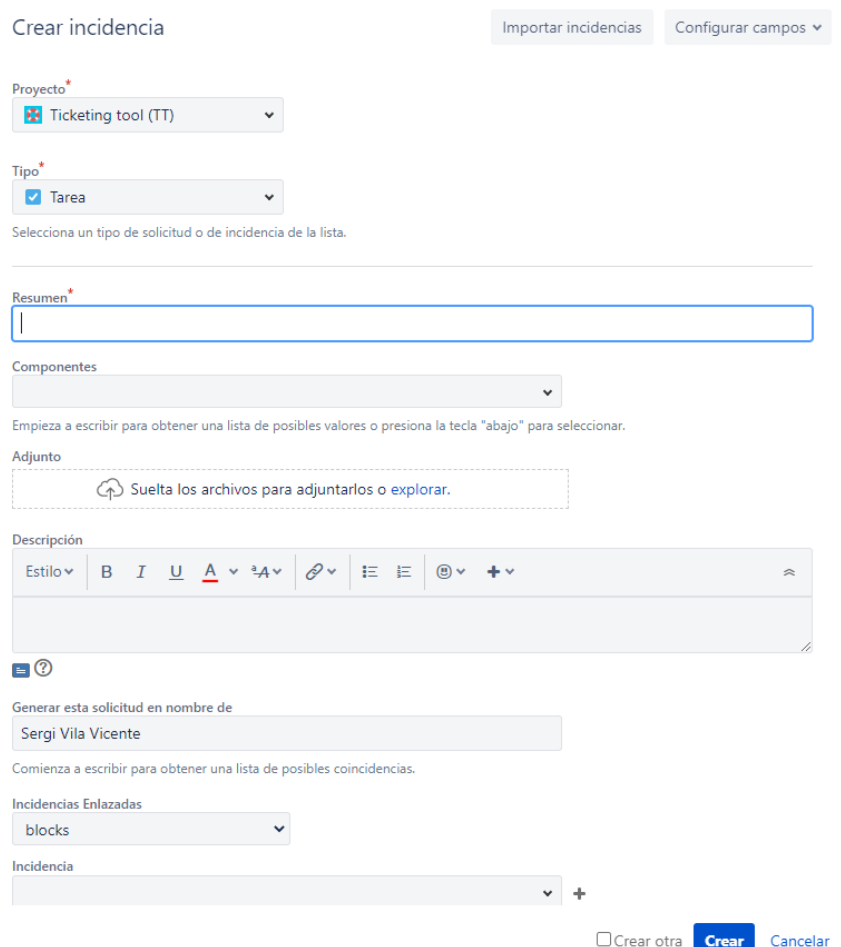 Crear incidencia Importar incidencias Configurar campos
Proyecto*
Ticketing tool (TT)
Tipo*
Tarea
Selecciona un tipo de solicitud o de incidencia de la lista.
Resumen*
Componentes
Empieza a escribir para obtener una lista de posibles valores o presiona la tecla "abajo" para seleccionar.
Adjunto
Suelta los archivos para adjuntarlos o explorar.
Descripción
Estilo B I U A ªA
Generar esta solicitud en nombre de
Sergi Vila Vicente
Comienza a escribir para obtener una lista de posibles coincidencias.
Incidencias Enlazadas
blocks
Incidencia
Crear otra Crear Cancelar